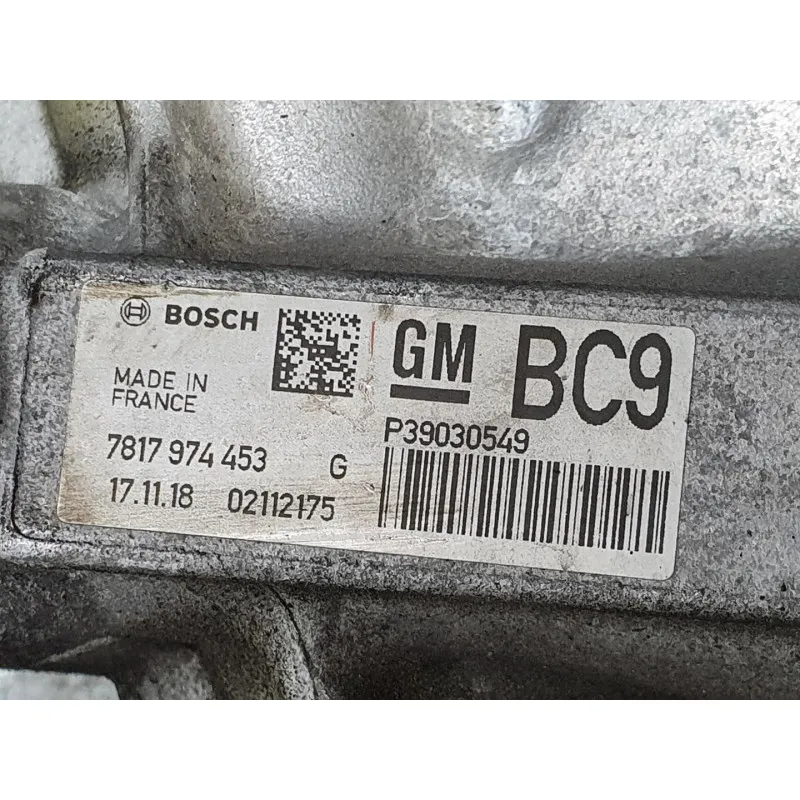 BOSCH
MADE IN
FRANCE
7817 974 453 G
17.11.18 02112175
GM BC9
P39030549